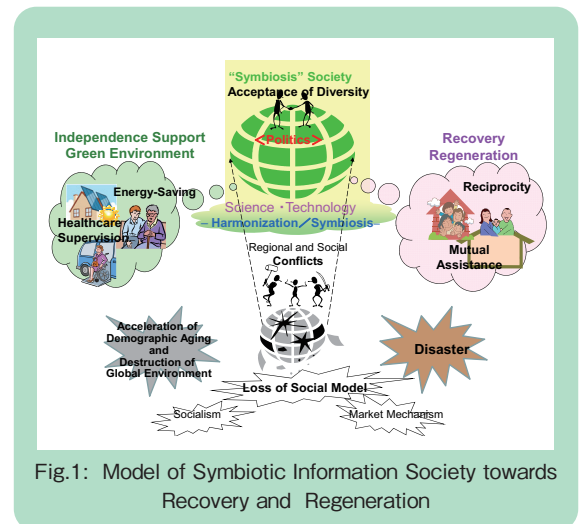 “Symbiosis” Society
Acceptance of Diversity
<Politics>
Independence Support
Green Environment
Energy-Saving
Healthcare
Supervision
Recovery
Regeneration
Reciprocity
Mutual
Assistance
Science・Technology
Harmonization／Symbiosis
Regional and Social
Conflicts
Acceleration of
Demographic Aging
and
Destruction of
Global Environment
Disaster
Loss of Social Model
Socialism
Market Mechanism
Fig.1: Model of Symbiotic Information Society towards
Recovery and Regeneration